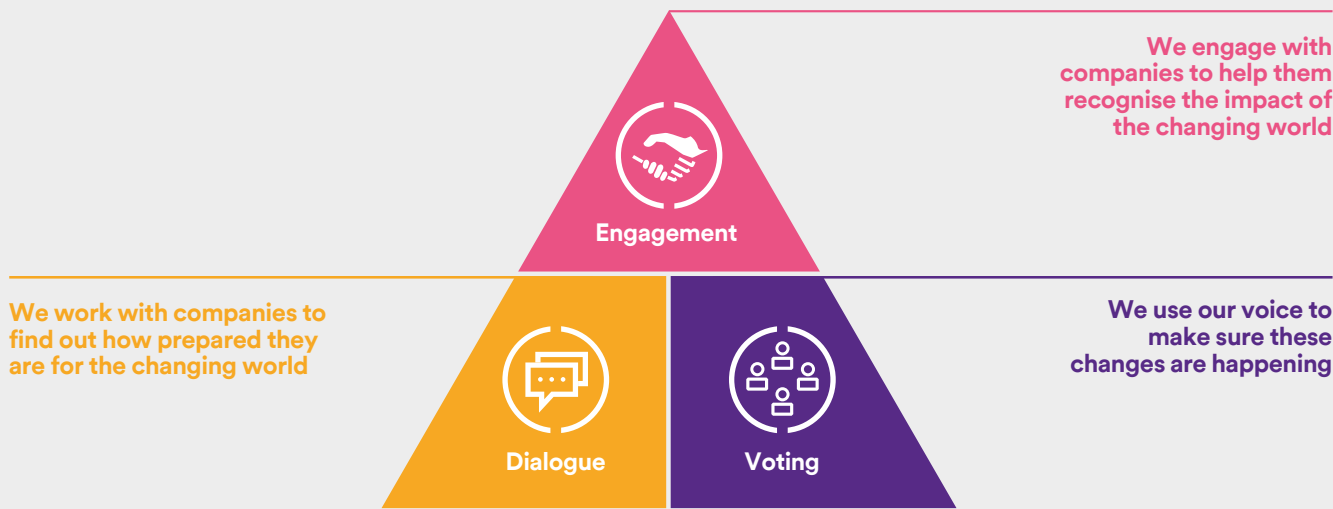 We engage with
companies to help them
recognise the impact of
the changing world
Engagement
We work with companies to
find out how prepared they
are for the changing world
Dialogue
Voting
We use our voice to
make sure these
changes are happening